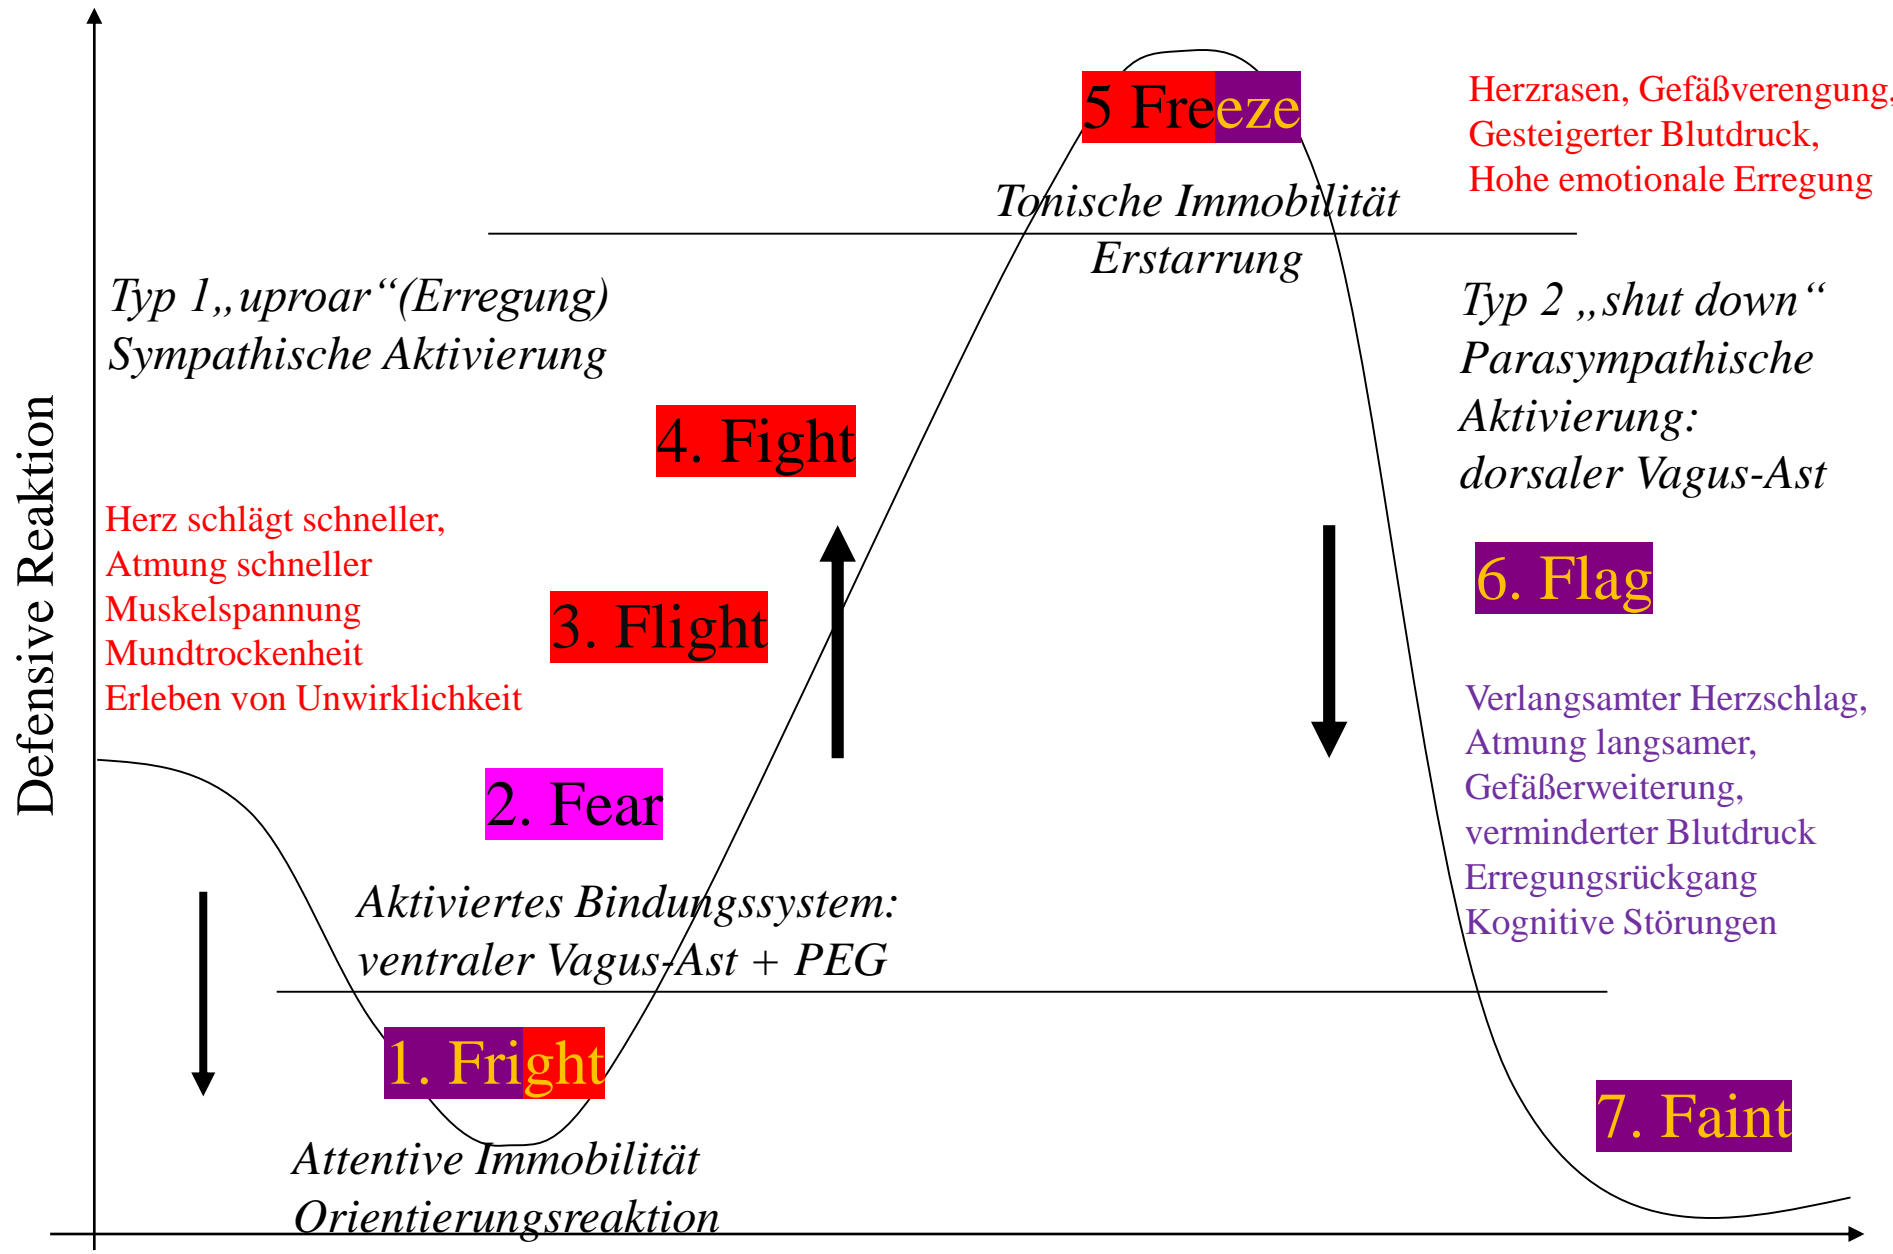 Defensive Reaktion
5 Freeze
Tonische Immobilität
Erstarrung
Herzrasen, Gefäßverengung,
Gesteigerter Blutdruck,
Hohe emotionale Erregung
Typ 1„uproar“(Erregung)
Sympathische Aktivierung
Typ 2 „shut down“
Parasympathische
Aktivierung:
dorsaler Vagus-Ast
4. Fight
Herz schlägt schneller,
Atmung schneller
Muskelspannung
Mundtrockenheit
Erleben von Unwirklichkeit
3. Flight
6. Flag
Verlangsamter Herzschlag,
Atmung langsamer,
Gefäßerweiterung,
verminderter Blutdruck
Erregungsrückgang
Kognitive Störungen
2. Fear
Aktiviertes Bindungssystem:
ventraler Vagus-Ast + PEG
1. Fright
Attentive Immobilität
Orientierungsreaktion
7. Faint